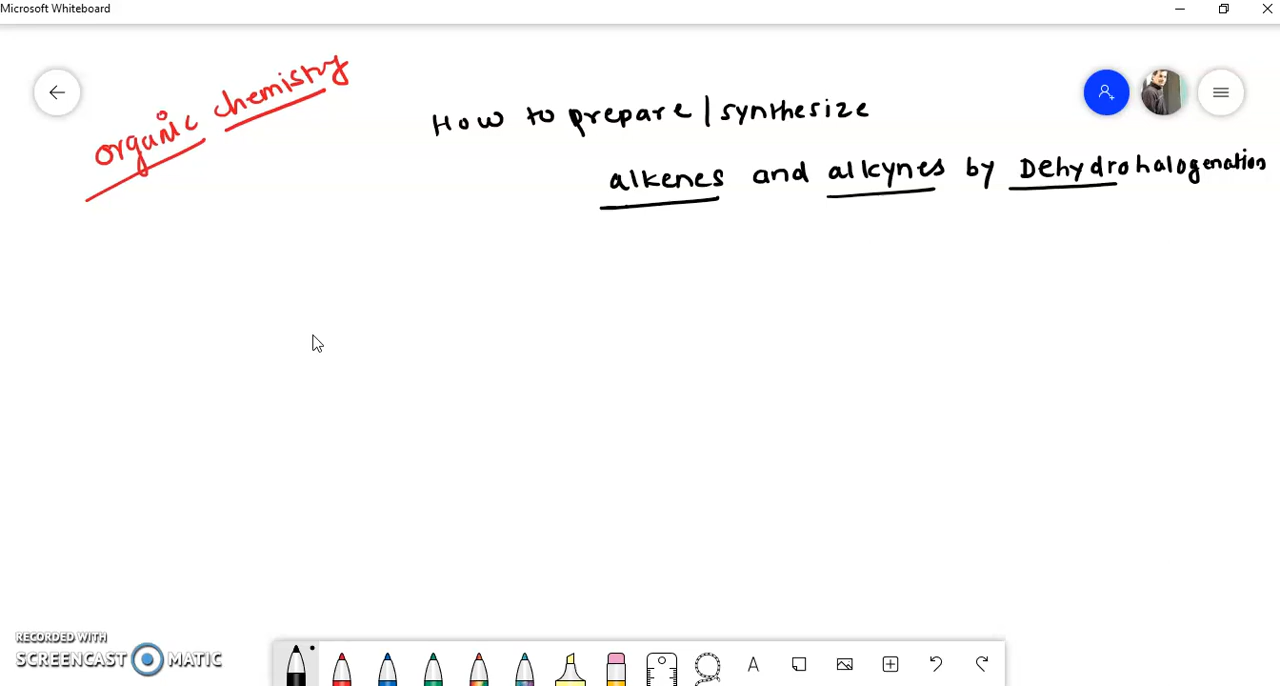 Microsoft Whiteboard
organic chemistry
How to prepare / synthesize
alkenes and alkynes by Dehydrohalogenation
RECORDED WITH
SCREENCAST MATIC
A